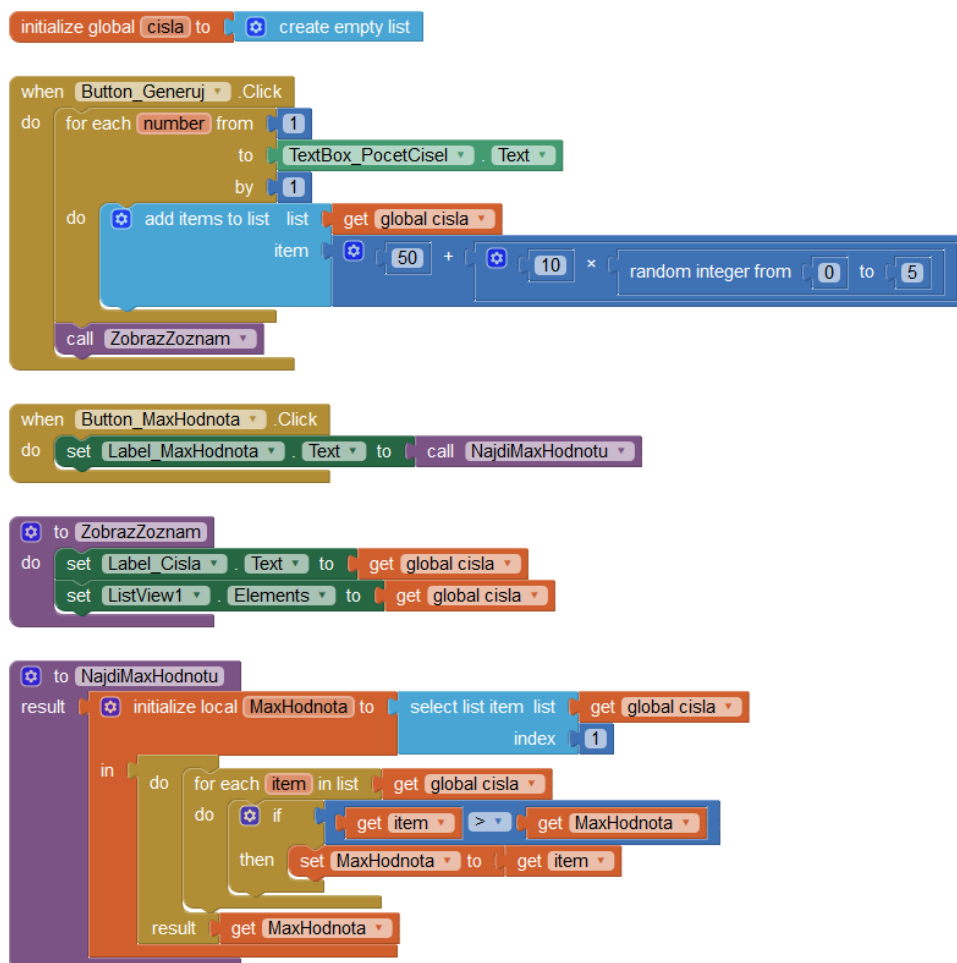 initialize global cisla to create empty list
when Button_Generuj .Click
do for each number from 1
to TextBox_PocetCisel . Text
by 1
do add items to list list get global cisla
item 50 + 10 × random integer from 0 to 5
call ZobrazZoznam
when Button_MaxHodnota .Click
do set Label_MaxHodnota . Text to call NajdiMaxHodnotu
to ZobrazZoznam
do set Label_Cisla . Text to get global cisla
set ListView1 . Elements to get global cisla
to NajdiMaxHodnotu
result initialize local MaxHodnota to select list item list get global cisla
index 1
in do for each item in list get global cisla
do if get item > get MaxHodnota
then set MaxHodnota to get item
result get MaxHodnota